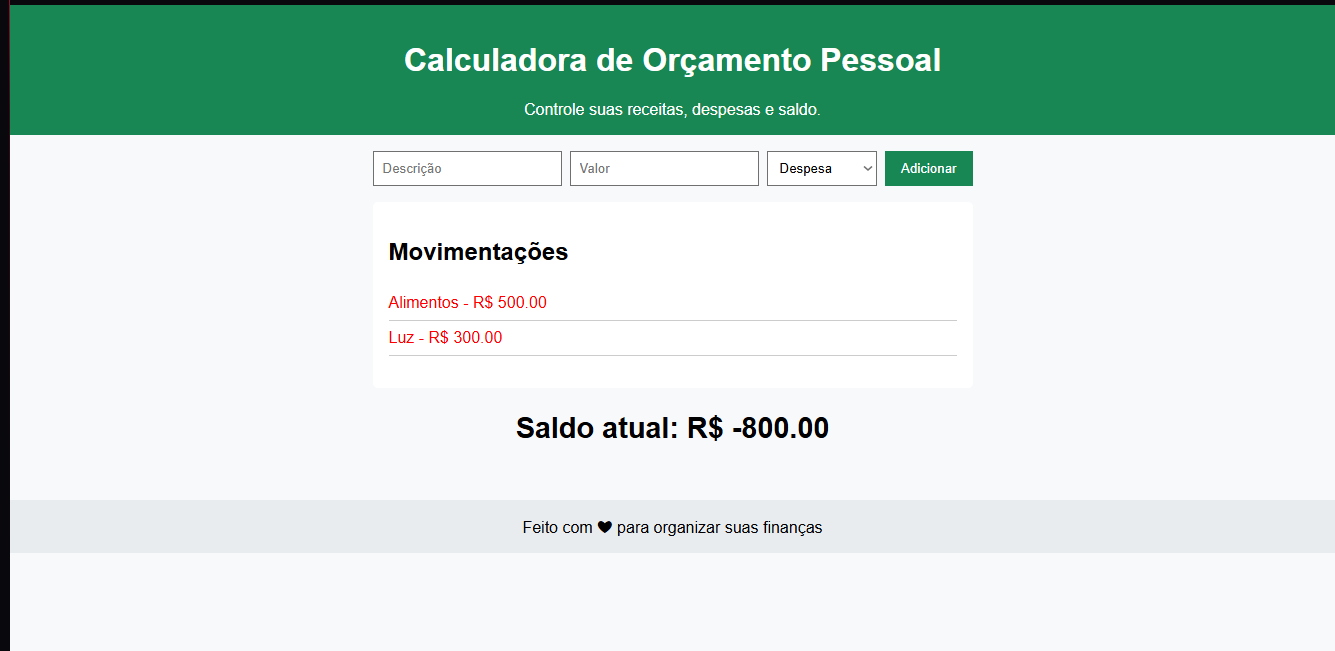 Calculadora de Orçamento Pessoal
Controle suas receitas, despesas e saldo.
Descrição Valor Despesa Adicionar
Movimentações
Alimentos - R$ 500.00
Luz - R$ 300.00
Saldo atual: R$ -800.00
Feito com ♥ para organizar suas finanças